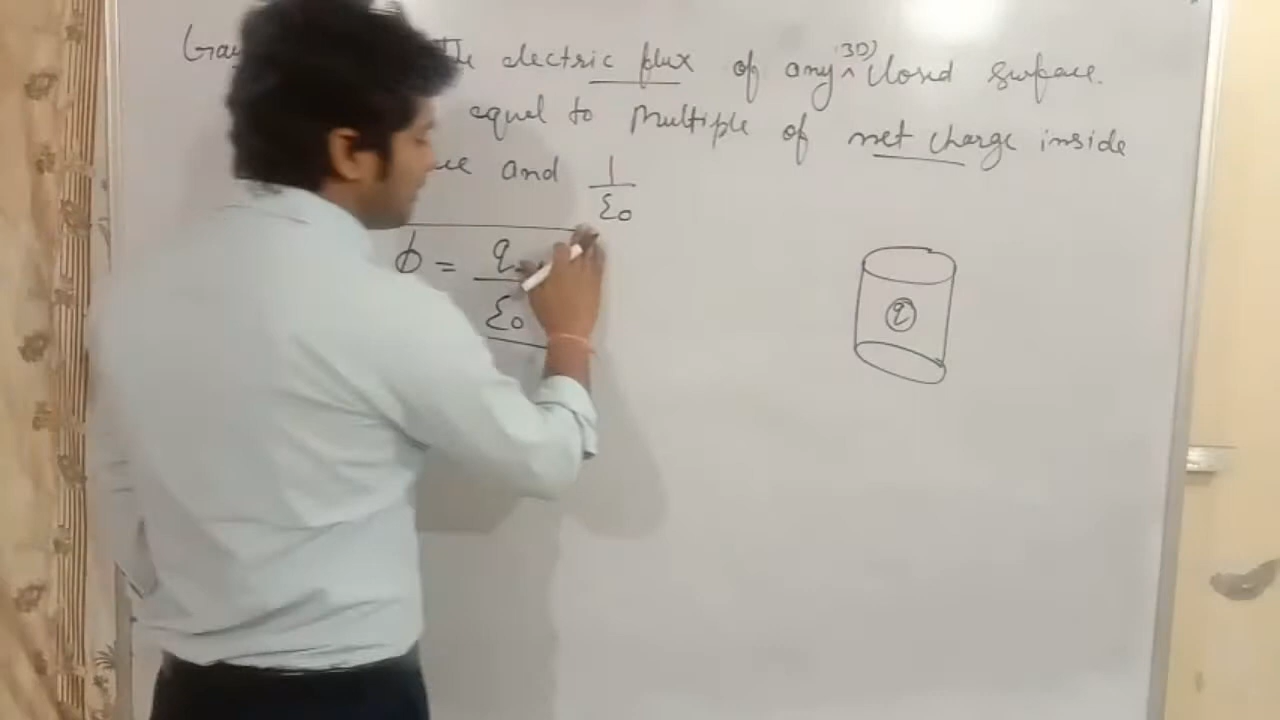 The electric flux of any ^ (3D) closed surface.
equal to multiple of net charge inside
and 1/ε0
ϕ = q/ε0
q